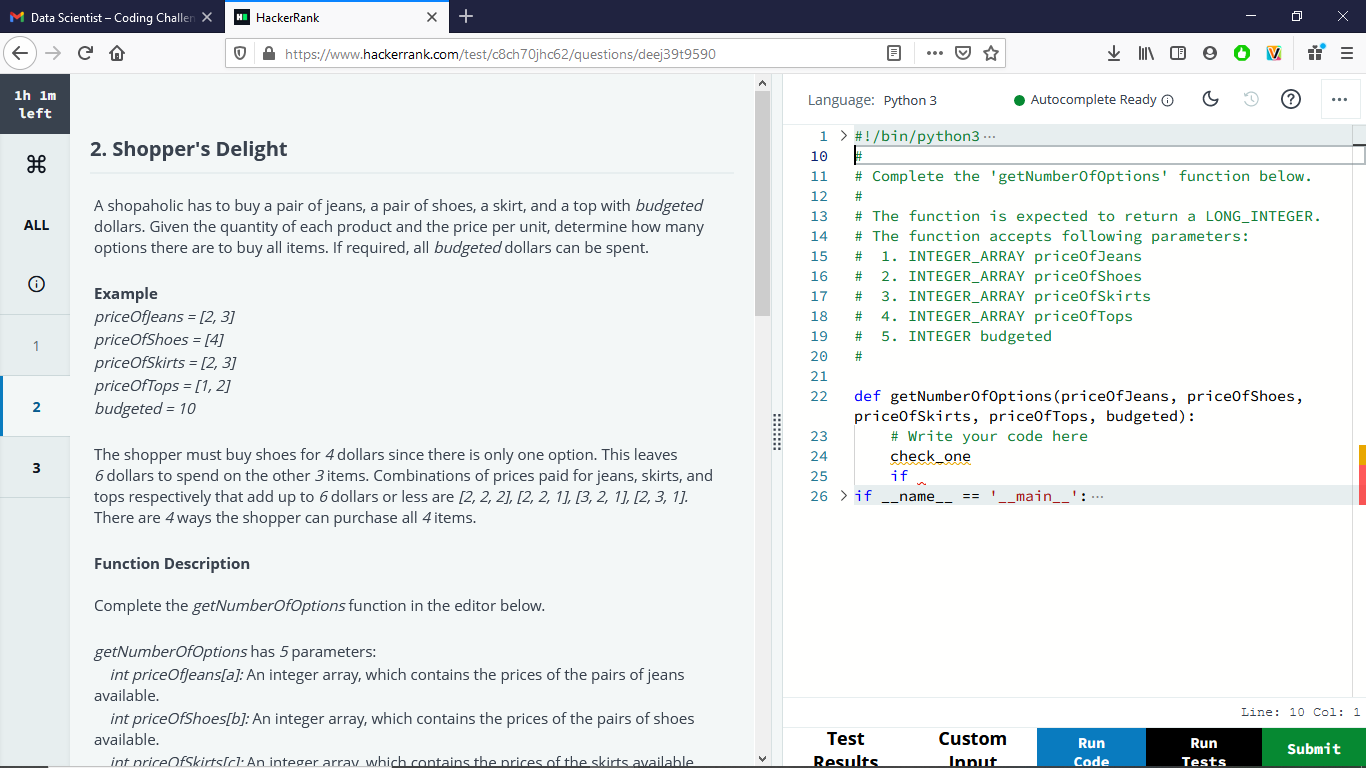 Data Scientist – Coding Challen
HackerRank
https://www.hackerrank.com/test/c8ch70jhc62/questions/deej39t9590
1h 1m
left
ALL
1
2
3
2. Shopper's Delight
A shopaholic has to buy a pair of jeans, a pair of shoes, a skirt, and a top with budgeted
dollars. Given the quantity of each product and the price per unit, determine how many
options there are to buy all items. If required, all budgeted dollars can be spent.
Example
priceOfJeans = [2, 3]
priceOfShoes = [4]
priceOfSkirts = [2, 3]
priceOfTops = [1, 2]
budgeted = 10
The shopper must buy shoes for 4 dollars since there is only one option. This leaves
6 dollars to spend on the other 3 items. Combinations of prices paid for jeans, skirts, and
tops respectively that add up to 6 dollars or less are [2, 2, 2], [2, 2, 1], [3, 2, 1], [2, 3, 1].
There are 4 ways the shopper can purchase all 4 items.
Function Description
Complete the getNumberOfOptions function in the editor below.
getNumberOfOptions has 5 parameters:
int priceOfJeans[a]: An integer array, which contains the prices of the pairs of jeans
available.
int priceOfShoes[b]: An integer array, which contains the prices of the pairs of shoes
available.
int priceOfSkirts[c]: An integer array, which contains the prices of the skirts available
Language: Python 3
Autocomplete Ready
1 #!/bin/python3 ···
10 #
11 # Complete the 'getNumberOfOptions' function below.
12 #
13 # The function is expected to return a LONG_INTEGER.
14 # The function accepts following parameters:
15 #  1. INTEGER_ARRAY priceOfJeans
16 #  2. INTEGER_ARRAY priceOfShoes
17 #  3. INTEGER_ARRAY priceOfSkirts
18 #  4. INTEGER_ARRAY priceOfTops
19 #  5. INTEGER budgeted
20 #
21
22 def getNumberOfOptions(priceOfJeans, priceOfShoes,
priceOfSkirts, priceOfTops, budgeted):
23     # Write your code here
24     check_one
25     if
26 if __name__ == '__main__': ···
Line: 10 Col: 1
Test
Results
Custom
Input
Run
Code
Run
Tests
Submit